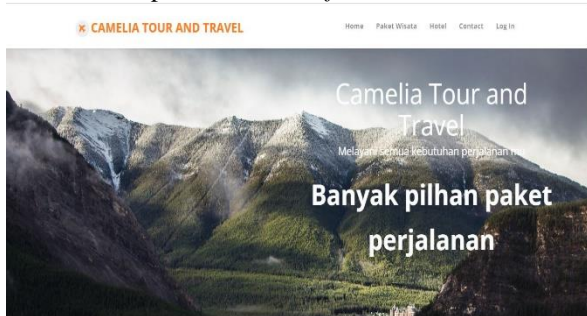 CAMELIA TOUR AND TRAVEL
Home Paket Wisata Hotel Contact Log In
Camelia Tour and
Travel
Melayani semua kebutuhan perjalanan
Banyak pilhan paket
perjalanan